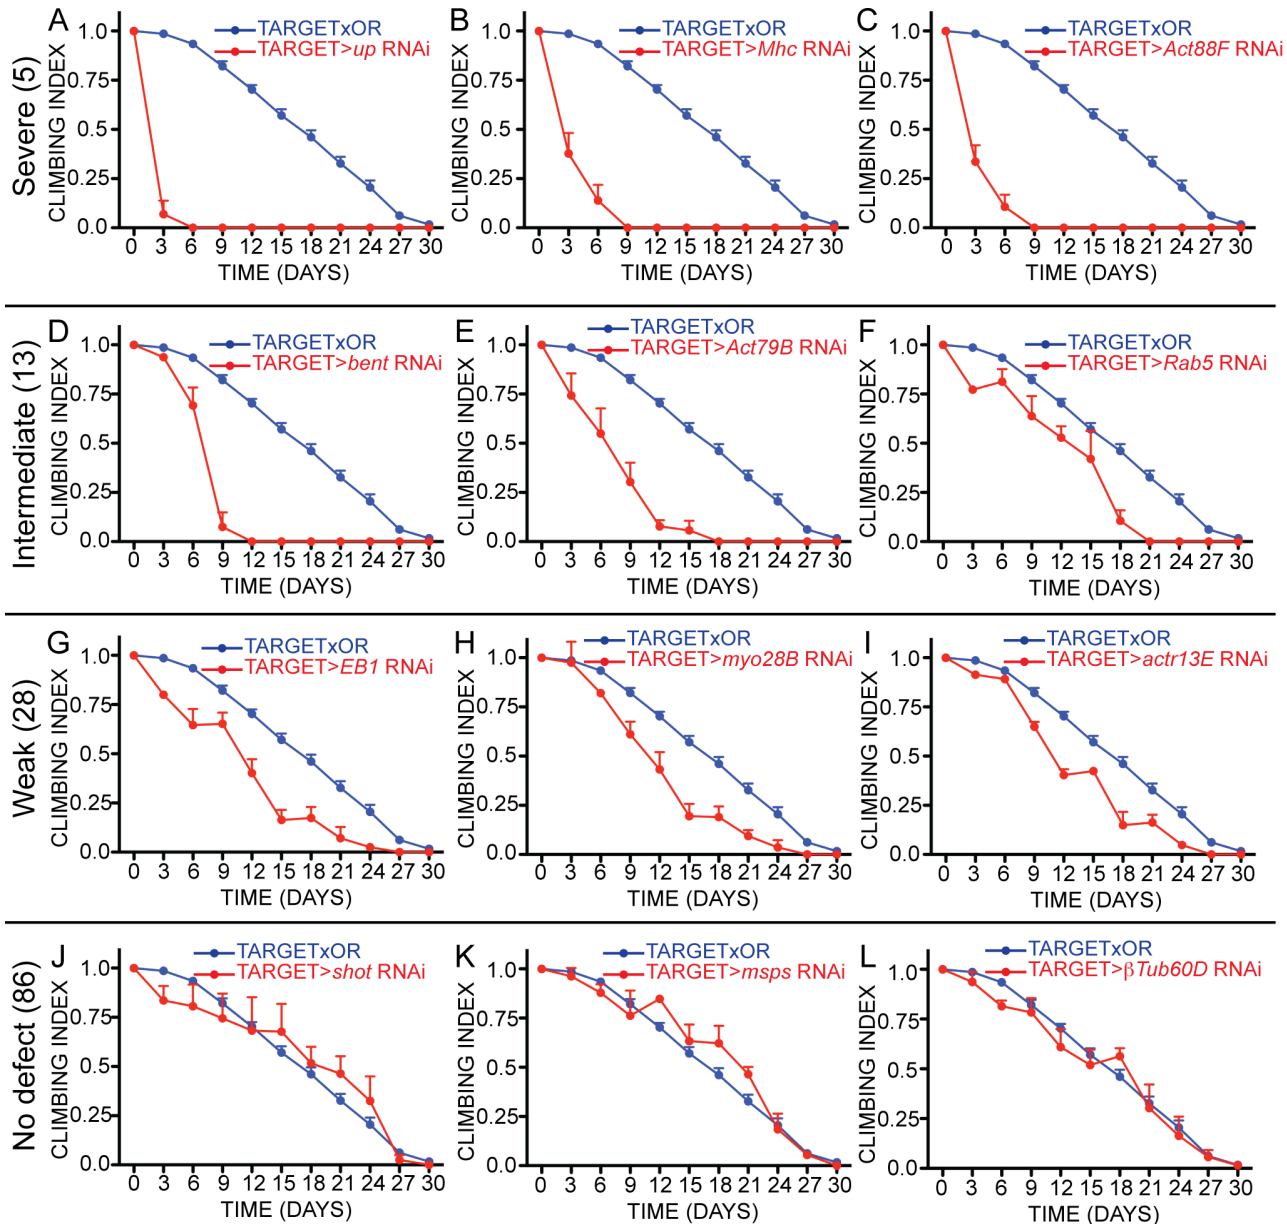 Severe (5)
A
TARGETxOR
TARGET>up RNAi
CLIMBING INDEX
1.0
0.75
0.5
0.25
0.0
0 3 6 9 12 15 18 21 24 27 30
TIME (DAYS)
B
TARGETxOR
TARGET>Mhc RNAi
CLIMBING INDEX
1.0
0.75
0.5
0.25
0.0
0 3 6 9 12 15 18 21 24 27 30
TIME (DAYS)
C
TARGETxOR
TARGET>Act88F RNAi
CLIMBING INDEX
1.0
0.75
0.5
0.25
0.0
0 3 6 9 12 15 18 21 24 27 30
TIME (DAYS)
Intermediate (13)
D
TARGETxOR
TARGET>bent RNAi
CLIMBING INDEX
1.0
0.75
0.5
0.25
0.0
0 3 6 9 12 15 18 21 24 27 30
TIME (DAYS)
E
TARGETxOR
TARGET>Act79B RNAi
CLIMBING INDEX
1.0
0.75
0.5
0.25
0.0
0 3 6 9 12 15 18 21 24 27 30
TIME (DAYS)
F
TARGETxOR
TARGET>Rab5 RNAi
CLIMBING INDEX
1.0
0.75
0.5
0.25
0.0
0 3 6 9 12 15 18 21 24 27 30
TIME (DAYS)
Weak (28)
G
TARGETxOR
TARGET>EB1 RNAi
CLIMBING INDEX
1.0
0.75
0.5
0.25
0.0
0 3 6 9 12 15 18 21 24 27 30
TIME (DAYS)
H
TARGETxOR
TARGET>myo28B RNAi
CLIMBING INDEX
1.0
0.75
0.5
0.25
0.0
0 3 6 9 12 15 18 21 24 27 30
TIME (DAYS)
I
TARGETxOR
TARGET>actr13E RNAi
CLIMBING INDEX
1.0
0.75
0.5
0.25
0.0
0 3 6 9 12 15 18 21 24 27 30
TIME (DAYS)
No defect (86)
J
TARGETxOR
TARGET>shot RNAi
CLIMBING INDEX
1.0
0.75
0.5
0.25
0.0
0 3 6 9 12 15 18 21 24 27 30
TIME (DAYS)
K
TARGETxOR
TARGET>msps RNAi
CLIMBING INDEX
1.0
0.75
0.5
0.25
0.0
0 3 6 9 12 15 18 21 24 27 30
TIME (DAYS)
L
TARGETxOR
TARGET>βTub60D RNAi
CLIMBING INDEX
1.0
0.75
0.5
0.25
0.0
0 3 6 9 12 15 18 21 24 27 30
TIME (DAYS)